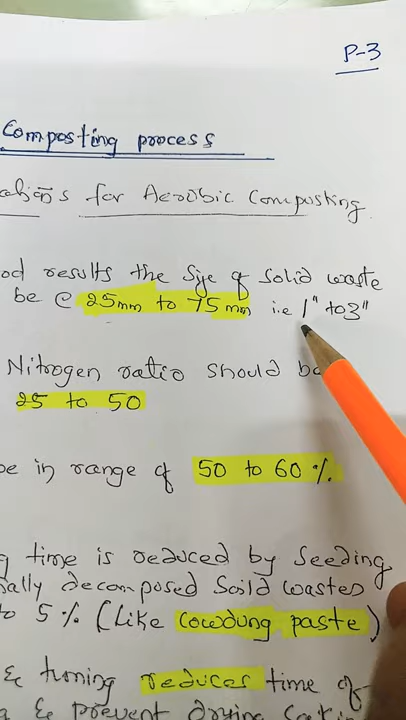 P-3
Composting process
for Aerobic Composting
results the Size of Solid waste
be @ 25mm to 75mm i.e 1" to 3"
Nitrogen ratio should
25 to 50
in range of 50 to 60 %
time is reduced by Seeding
decomposed Solid wastes
to 5 % (Like Cowdung paste)
& turning reduces time of
& prevent drying